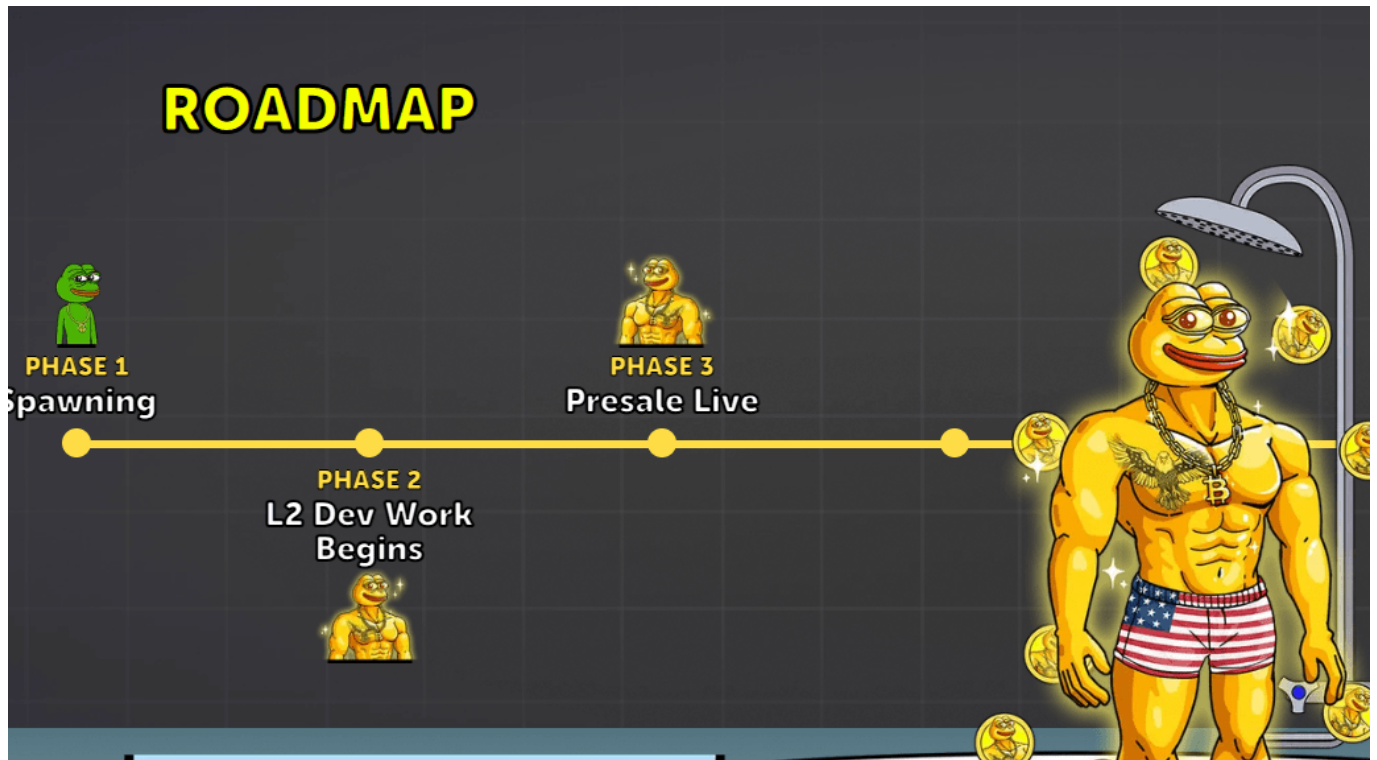 ROADMAP
PHASE 1
Spawning
PHASE 2
L2 Dev Work
Begins
PHASE 3
Presale Live
B